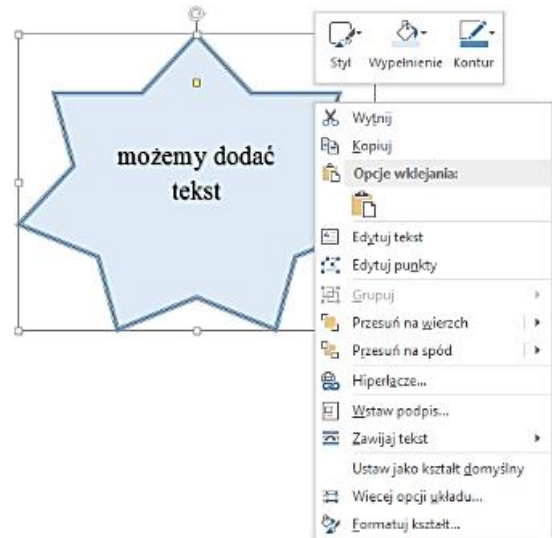 Styl Wypełnienie Kontur
możemy dodać
tekst
Wytnij
Kopiuj
Opcje wklejania:
Edytuj tekst
Edytuj punkty
Grupuj
Przesuń na wierzch
Przesuń na spód
Hiperłącze...
Wstaw podpis...
Zawijaj tekst
Ustaw jako kształt domyślny
Więcej opcji układu...
Formatuj kształt...